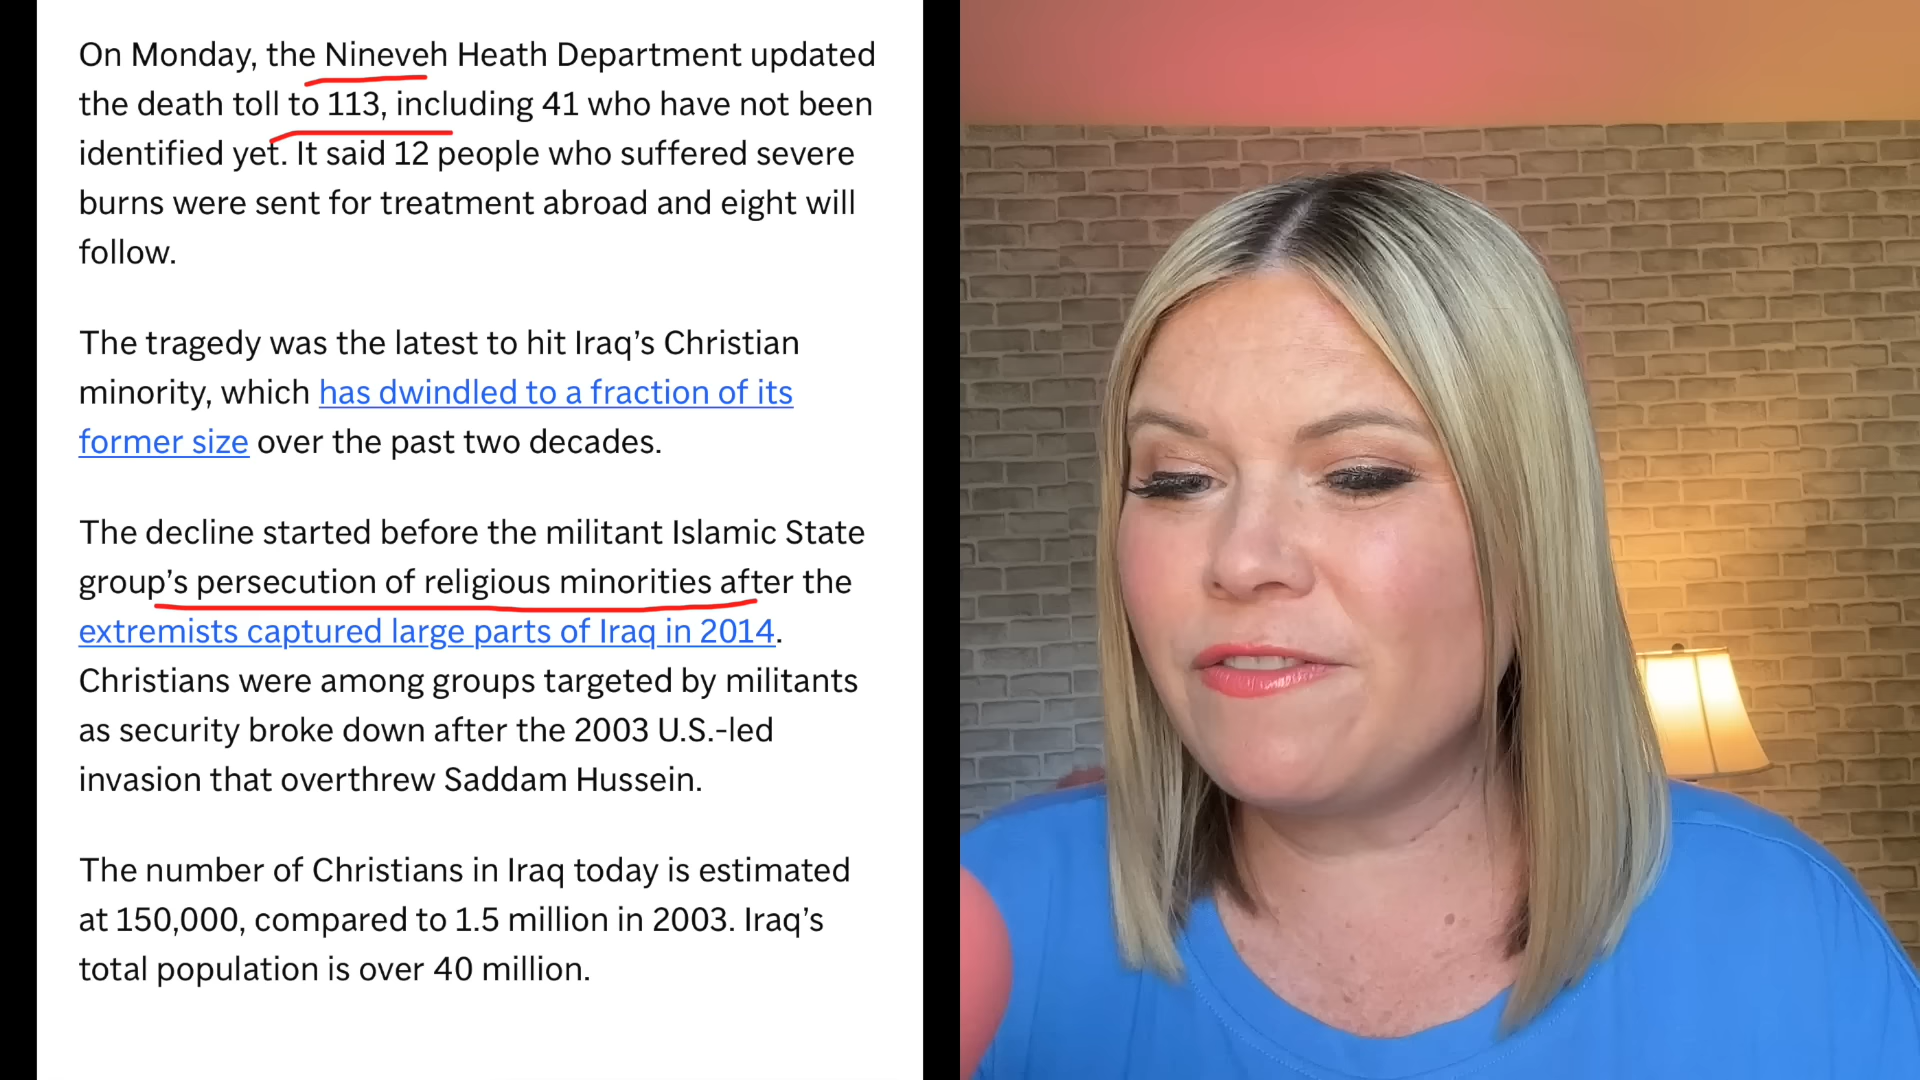 On Monday, the Nineveh Heath Department updated
the death toll to 113, including 41 who have not been
identified yet. It said 12 people who suffered severe
burns were sent for treatment abroad and eight will
follow.
The tragedy was the latest to hit Iraq’s Christian
minority, which has dwindled to a fraction of its
former size over the past two decades.
The decline started before the militant Islamic State
group’s persecution of religious minorities after the
extremists captured large parts of Iraq in 2014.
Christians were among groups targeted by militants
as security broke down after the 2003 U.S.-led
invasion that overthrew Saddam Hussein.
The number of Christians in Iraq today is estimated
at 150,000, compared to 1.5 million in 2003. Iraq’s
total population is over 40 million.